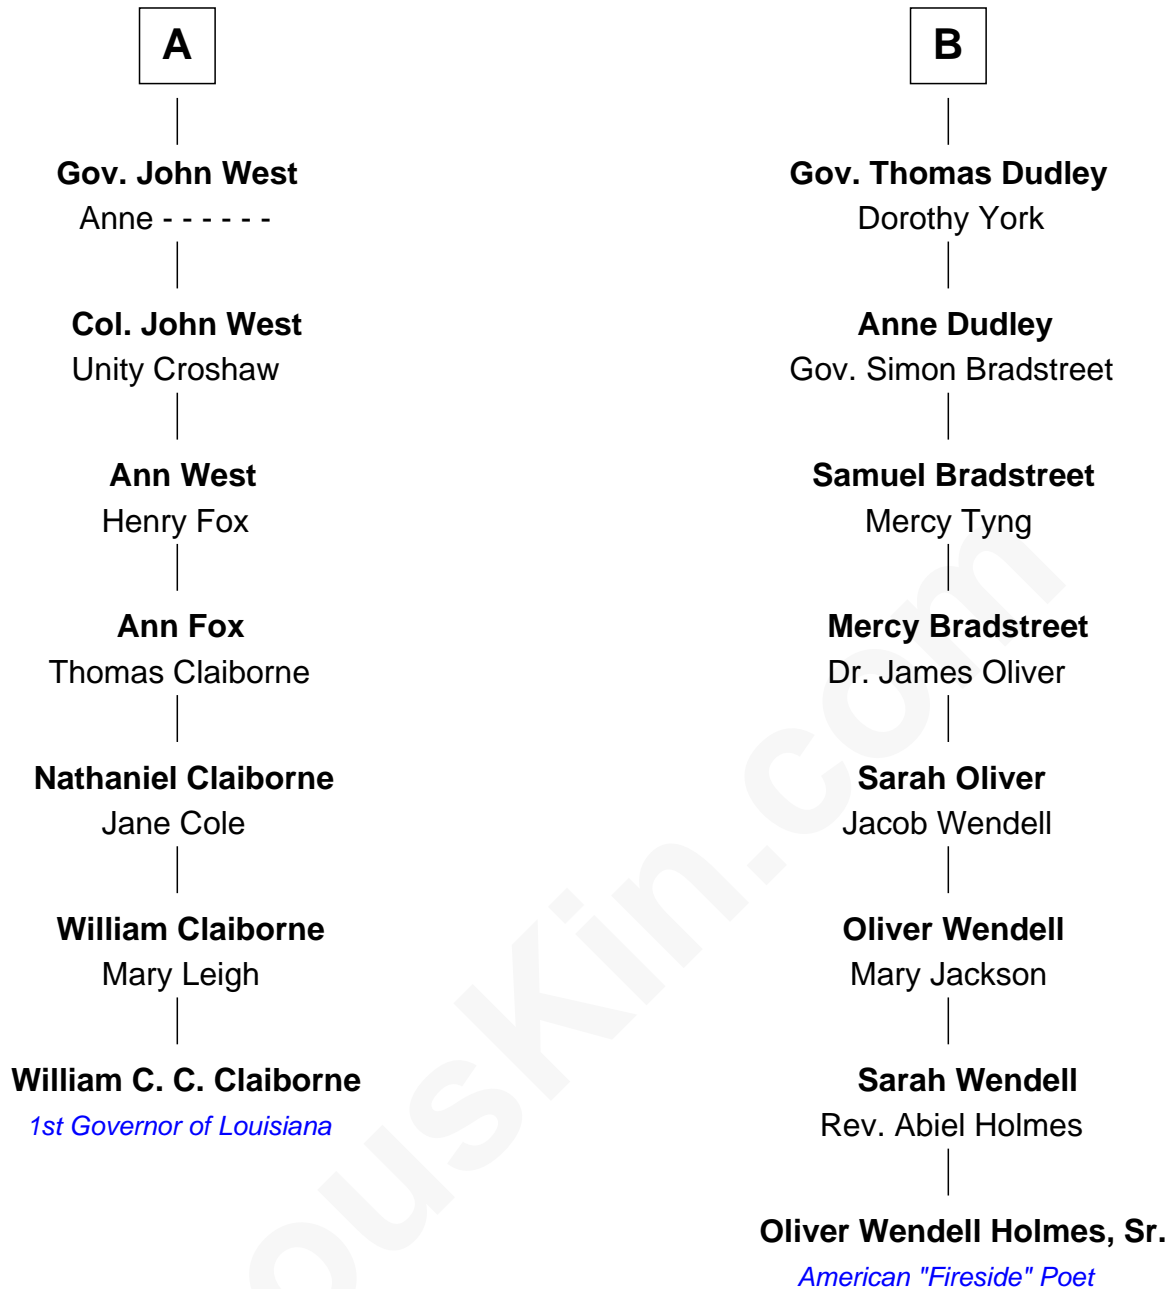 A
Gov. John West
Anne - - - - - -
Col. John West
Unity Croshaw
Ann West
Henry Fox
Ann Fox
Thomas Claiborne
Nathaniel Claiborne
Jane Cole
William Claiborne
Mary Leigh
William C. C. Claiborne
1st Governor of Louisiana
B
Gov. Thomas Dudley
Dorothy York
Anne Dudley
Gov. Simon Bradstreet
Samuel Bradstreet
Mercy Tyng
Mercy Bradstreet
Dr. James Oliver
Sarah Oliver
Jacob Wendell
Oliver Wendell
Mary Jackson
Sarah Wendell
Rev. Abiel Holmes
Oliver Wendell Holmes, Sr.
American "Fireside" Poet
ousKin.com